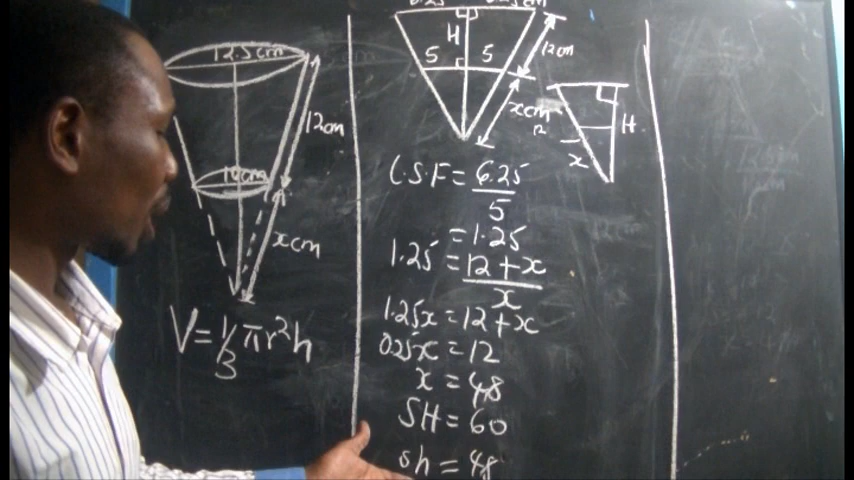 12.5cm
12cm
10cm
xcm
V = 1/3 πr²h
H
5 5
12cm
xcm
12
H
x
L.S.F = 6.25/5
= 1.25
1.25 = 12 + x/x
1.25x = 12 + x
0.25x = 12
x = 48
SH = 60
sh = 48